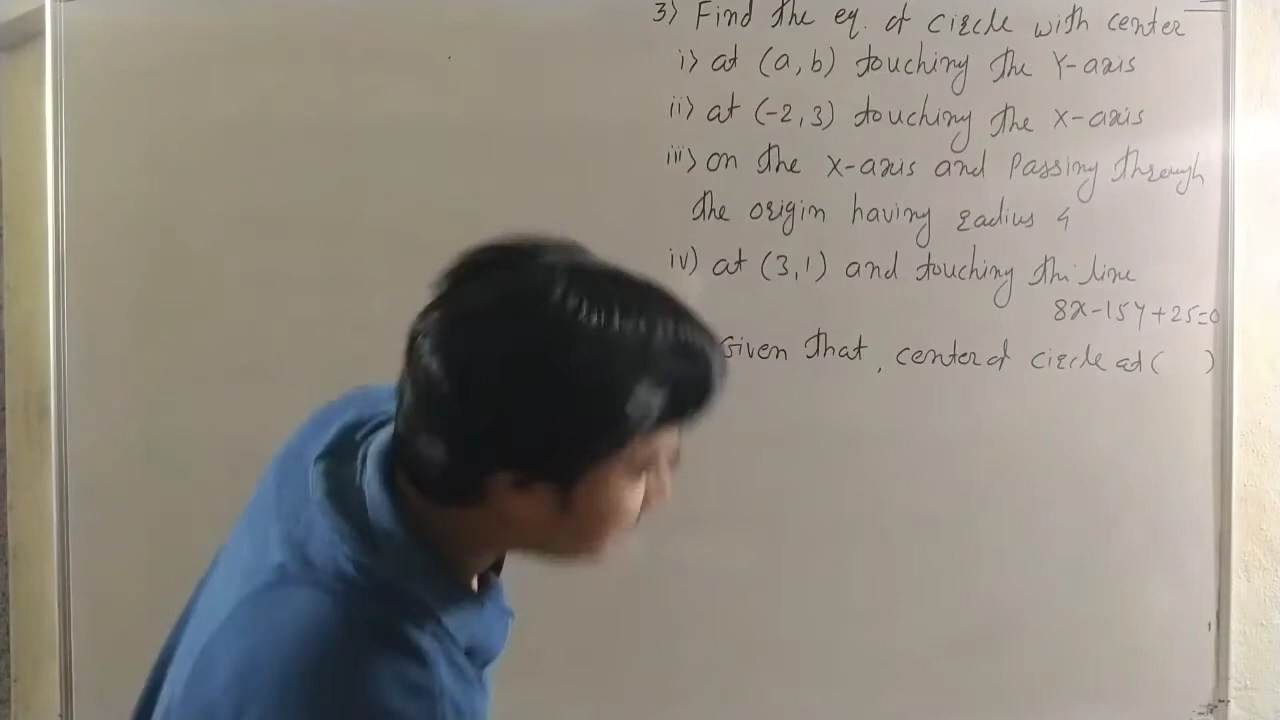 3) Find the eq. of circle with center
i) at (a, b) touching the Y-axis
ii) at (-2, 3) touching the X-axis
iii) on the X-axis and Passing through
the origin having radius 4
iv) at (3, 1) and touching the line
8x-15y+25=0
Given that, center of circle at ( )